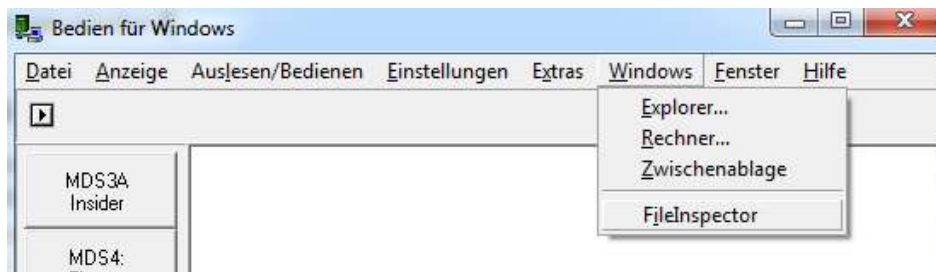 Bedien für Windows
Datei Anzeige Auslesen/Bedienen Einstellungen Extras Windows Fenster Hilfe
Explorer...
Rechner...
Zwischenablage
FileInspector
MDS3A
Insider
MDS4: